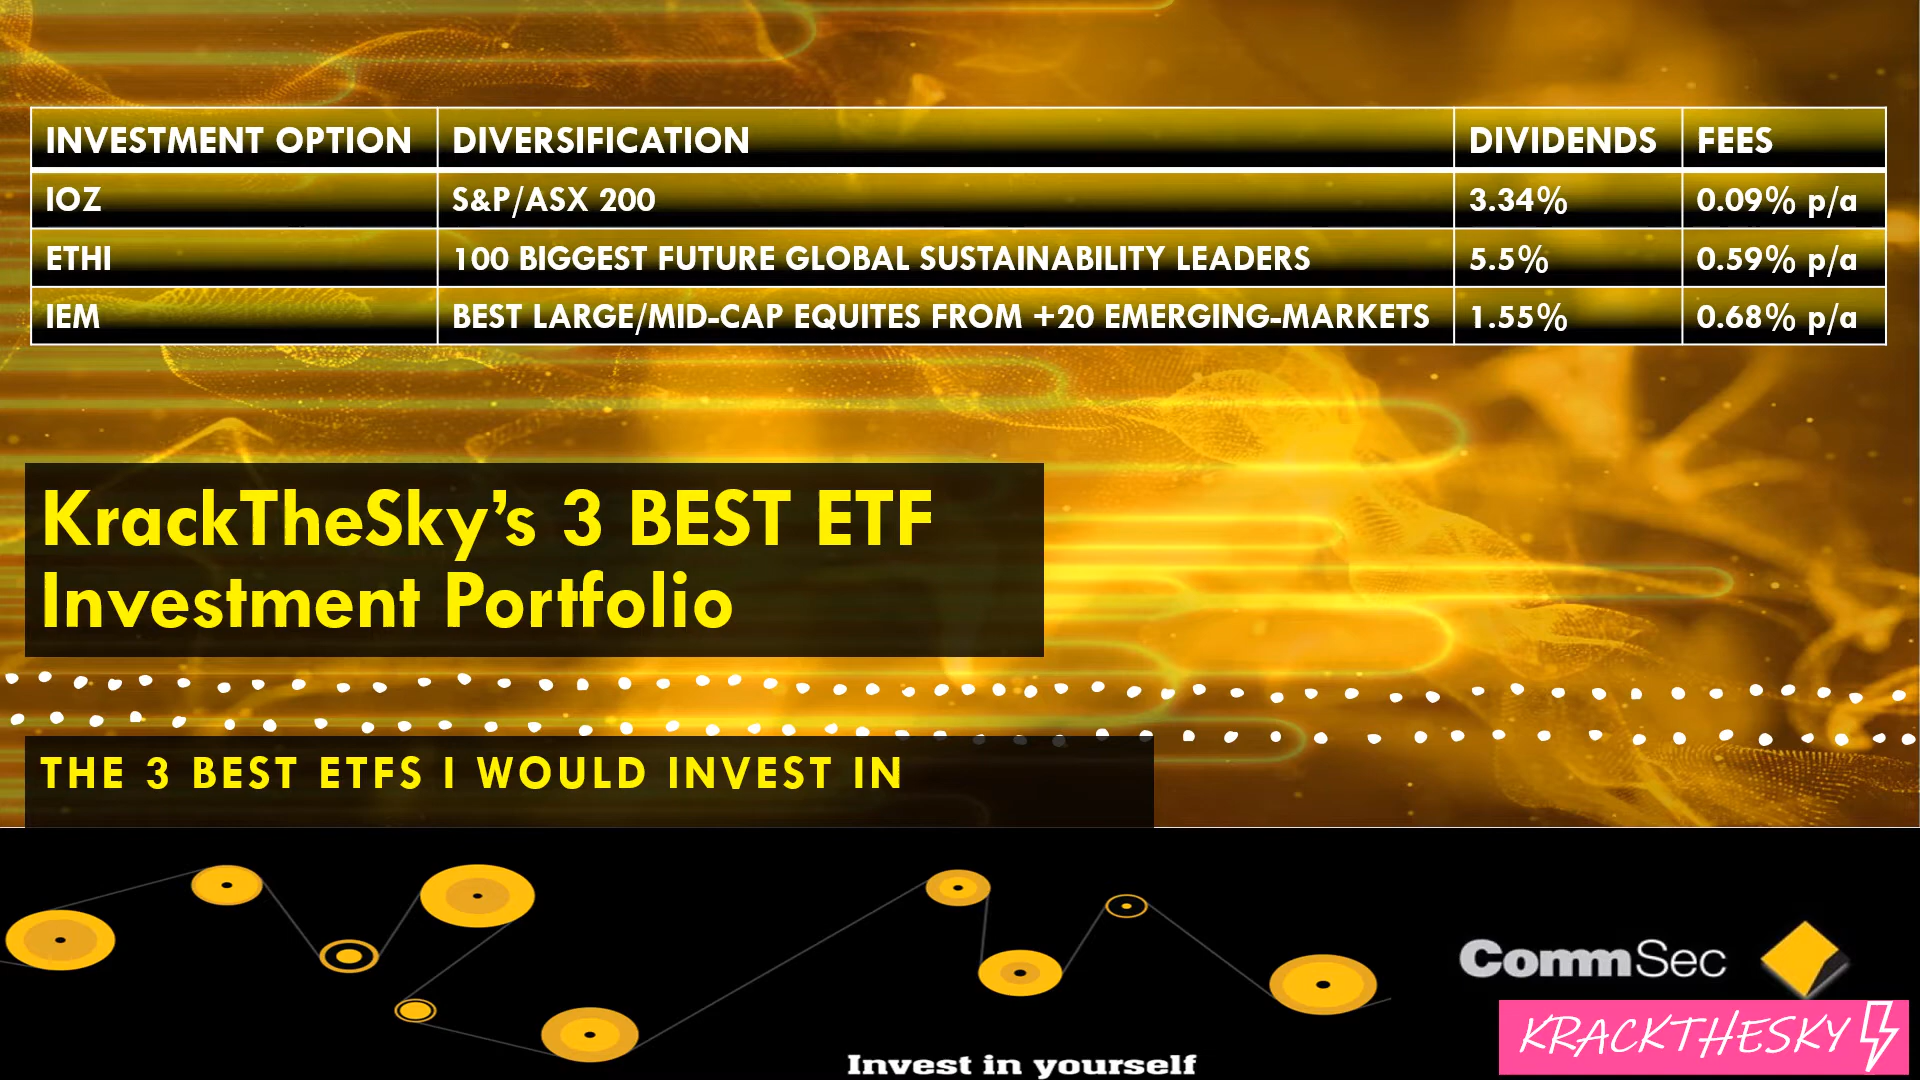 INVESTMENT OPTION DIVERSIFICATION DIVIDENDS FEES
IOZ S&P/ASX 200 3.34% 0.09% p/a
ETHI 100 BIGGEST FUTURE GLOBAL SUSTAINABILITY LEADERS 5.5% 0.59% p/a
IEM BEST LARGE/MID-CAP EQUITES FROM +20 EMERGING-MARKETS 1.55% 0.68% p/a
KrackTheSky’s 3 BEST ETF
Investment Portfolio
THE 3 BEST ETFS I WOULD INVEST IN
CommSec
KRACKTHESKY
Invest in yourself